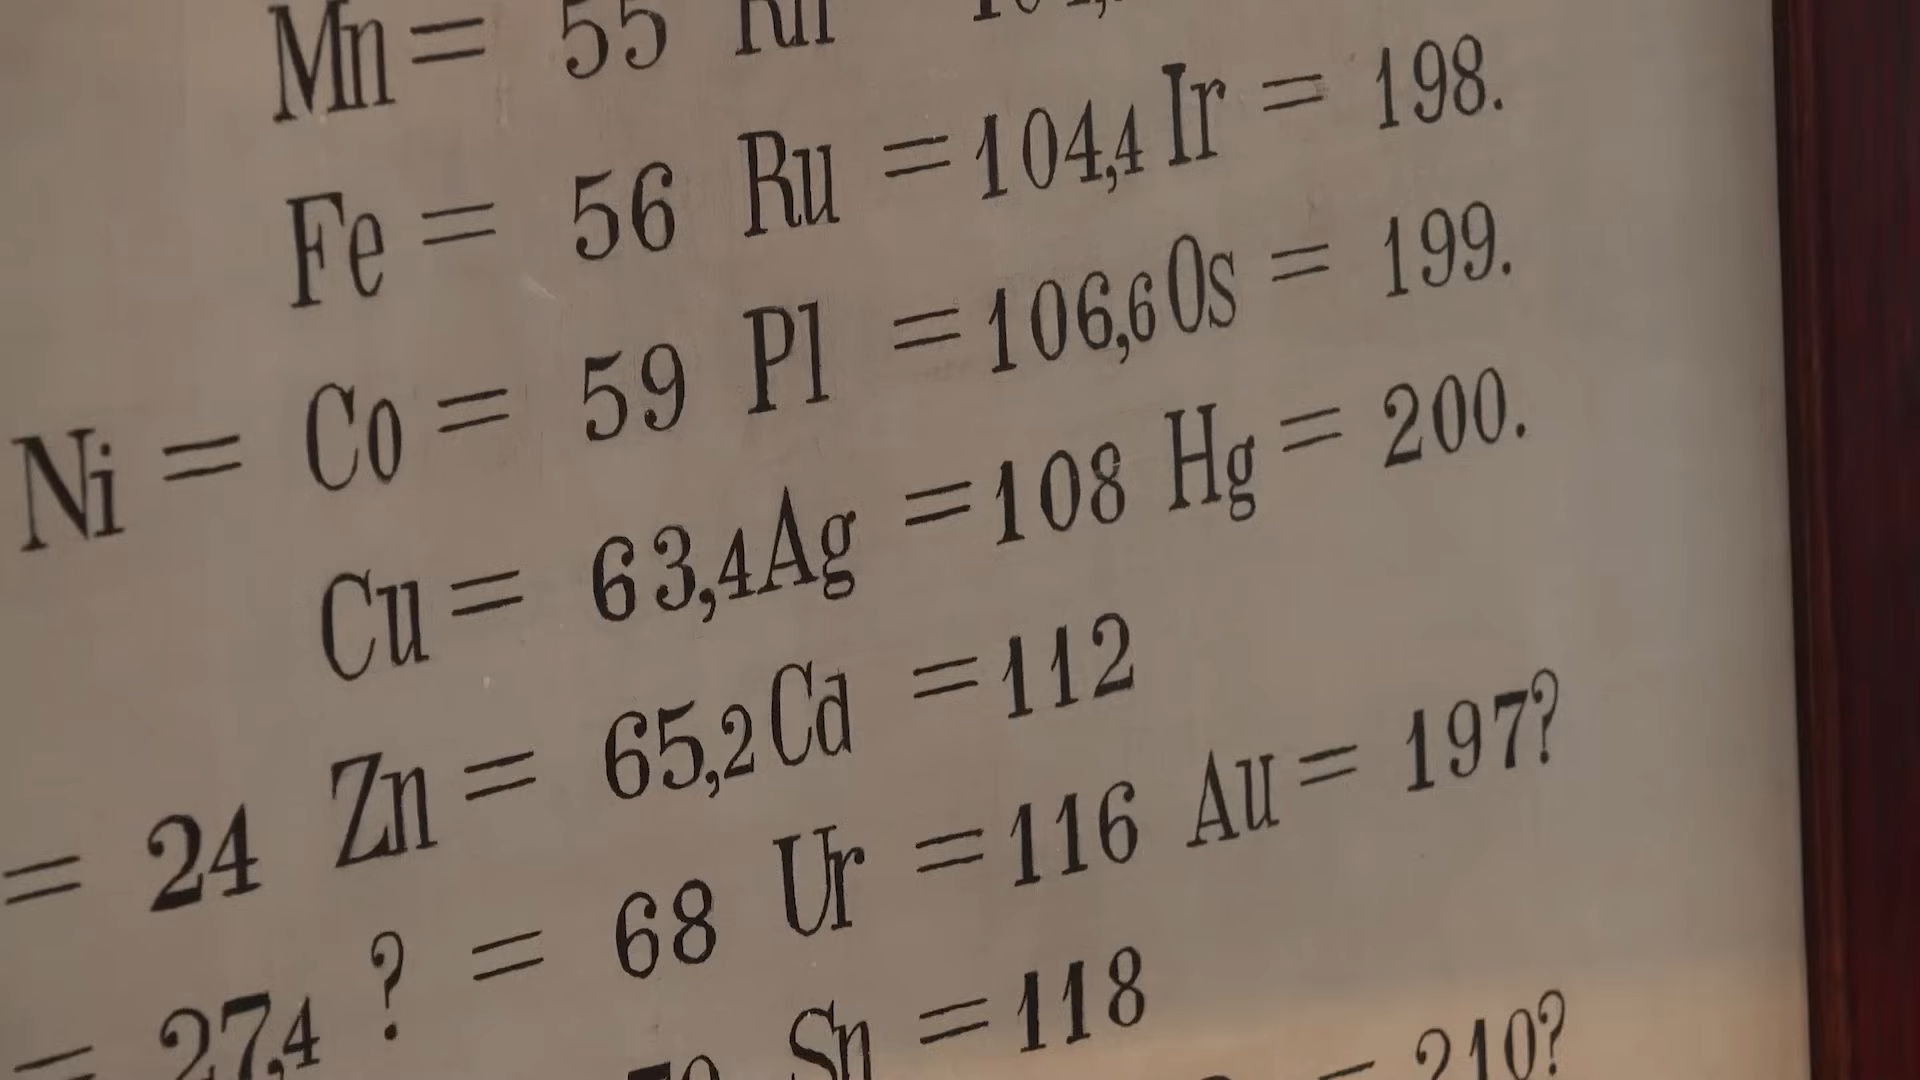 Mn = 55 Rh
Fe = 56 Ru = 104,4 Ir = 198.
Ni = Co = 59 Pl = 106,6 Os = 199.
Cu = 63,4 Ag = 108 Hg = 200.
= 24 Zn = 65,2 Cd = 112
= 27,4 ? = 68 Ur = 116 Au = 197?
Sn = 118
= 210?